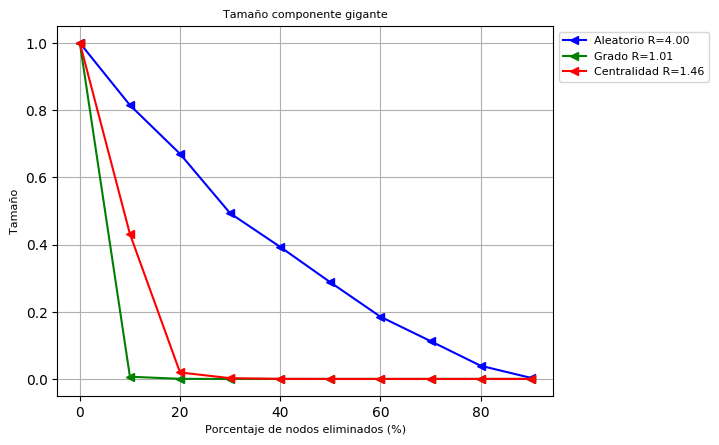 Tamaño componente gigante
Aleatorio R=4.00
Grado R=1.01
Centralidad R=1.46
Tamaño
1.0
0.8
0.6
0.4
0.2
0.0
0 20 40 60 80
Porcentaje de nodos eliminados (%)